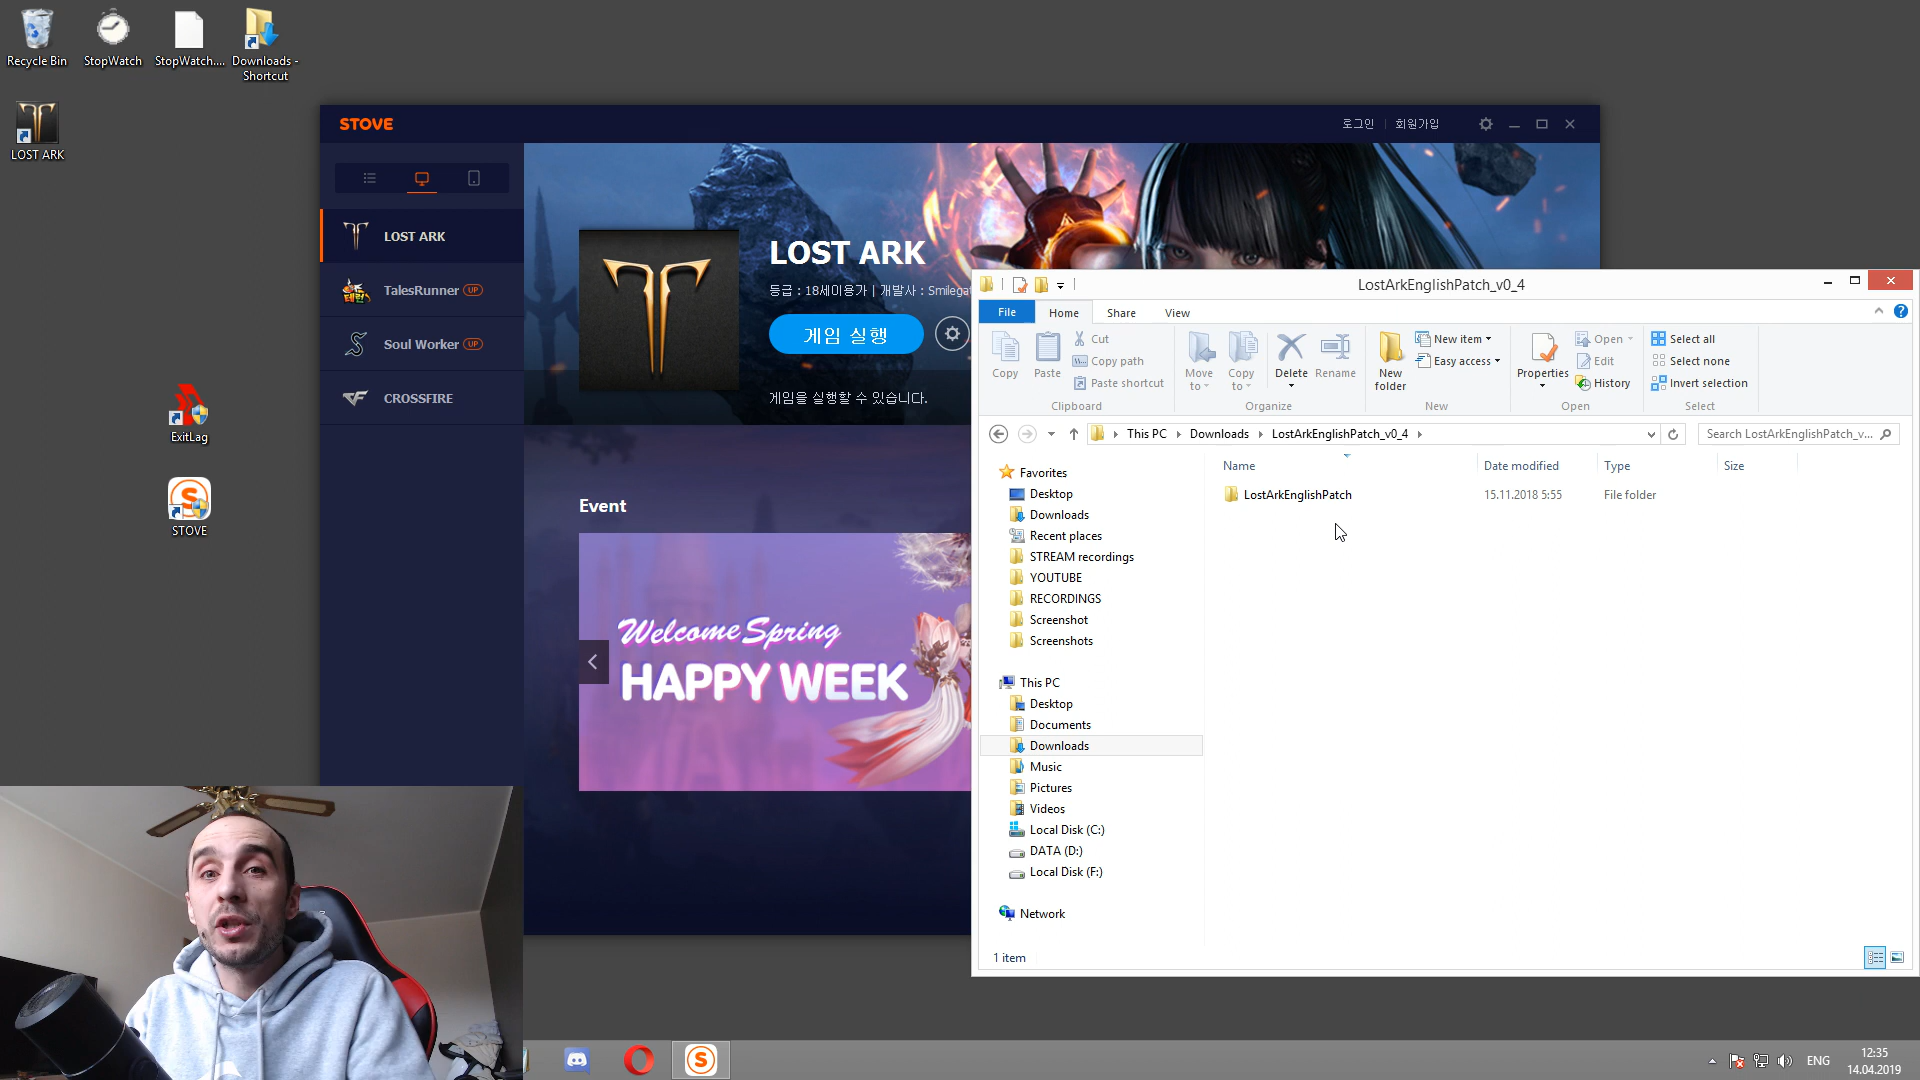 Recycle Bin
StopWatch
StopWatch....
Downloads -
Shortcut
LOST ARK
ExitLag
STOVE
STOVE
로그인
회원가입
LOST ARK
TalesRunner UP
Soul Worker UP
CROSSFIRE
LOST ARK
등급 : 18세이용가 | 개발사 : Smilegat
게임 실행
게임을 실행할 수 있습니다.
Event
Welcome Spring
HAPPY WEEK
LostArkEnglishPatch_v0_4
File
Home
Share
View
Copy
Paste
Cut
Copy path
Paste shortcut
Clipboard
Move
to
Copy
to
Delete
Rename
Organize
New
folder
New item
Easy access
New
Properties
Open
Edit
History
Open
Select all
Select none
Invert selection
Select
This PC
Downloads
LostArkEnglishPatch_v0_4
Search LostArkEnglishPatch_v...
Name
Date modified
Type
Size
LostArkEnglishPatch
15.11.2018 5:55
File folder
Favorites
Desktop
Downloads
Recent places
STREAM recordings
YOUTUBE
RECORDINGS
Screenshot
Screenshots
This PC
Desktop
Documents
Downloads
Music
Pictures
Videos
Local Disk (C:)
DATA (D:)
Local Disk (F:)
Network
1 item
ENG
12:35
14.04.2019